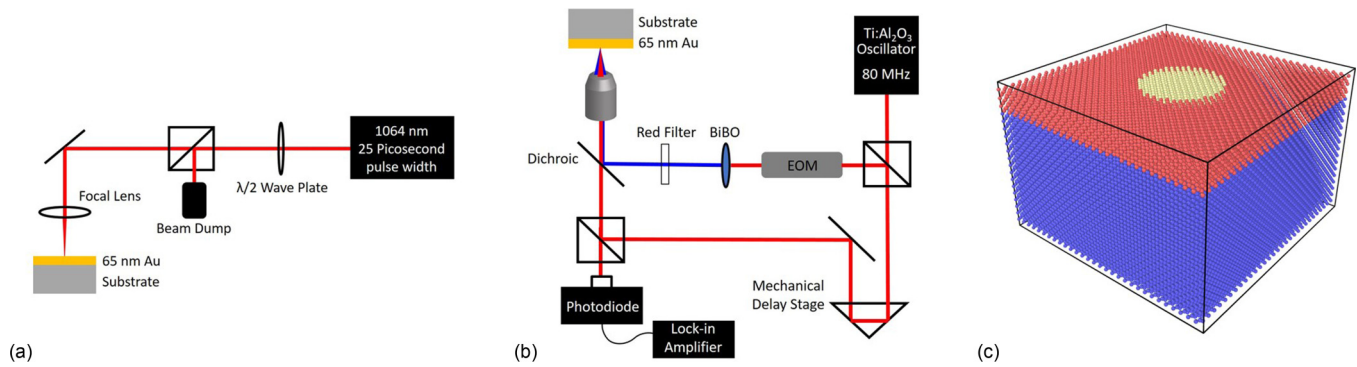 1064 nm
25 Picosecond
pulse width
λ/2 Wave Plate
Focal Lens
Beam Dump
65 nm Au
Substrate
(a)
Substrate
65 nm Au
Ti:Al₂O₃
Oscillator
80 MHz
Dichroic
Red Filter
BiBO
EOM
Mechanical
Delay Stage
Photodiode
Lock-in
Amplifier
(b)
(c)